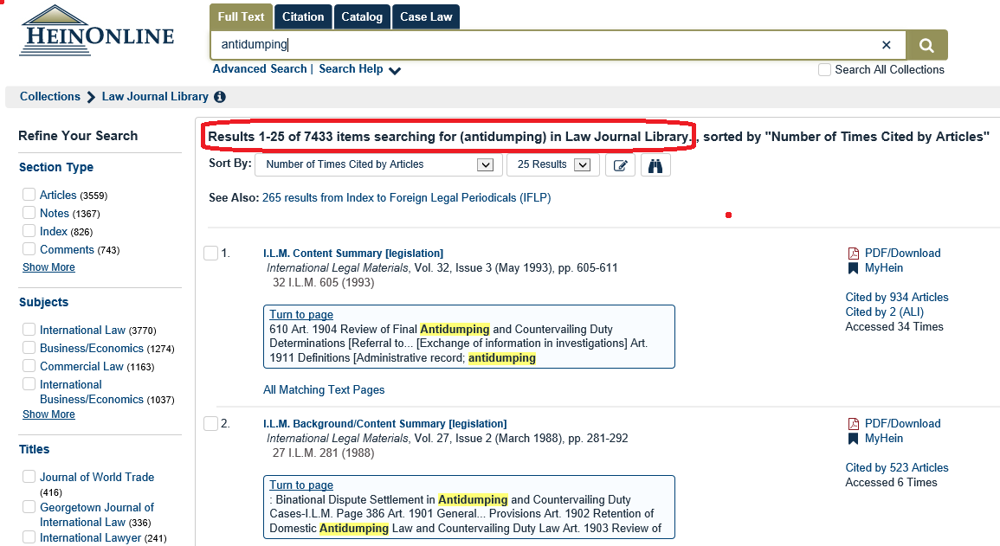 HEINONLINE
Full Text Citation Catalog Case Law
antidumping
Advanced Search | Search Help
Search All Collections
Collections Law Journal Library
Refine Your Search
Section Type
Articles (3559)
Notes (1367)
Index (826)
Comments (743)
Show More
Subjects
International Law (3770)
Business/Economics (1274)
Commercial Law (1163)
International
Business/Economics (1037)
Show More
Titles
Journal of World Trade
(416)
Georgetown Journal of
International Law (336)
International Lawyer (241)
Results 1-25 of 7433 items searching for (antidumping) in Law Journal Library. , sorted by "Number of Times Cited by Articles"
Sort By: Number of Times Cited by Articles 25 Results
See Also: 265 results from Index to Foreign Legal Periodicals (IFLP)
1. I.L.M. Content Summary [legislation]
International Legal Materials, Vol. 32, Issue 3 (May 1993), pp. 605-611
32 I.L.M. 605 (1993)
Turn to page
610 Art. 1904 Review of Final Antidumping and Countervailing Duty
Determinations [Referral to... [Exchange of information in investigations] Art.
1911 Definitions [Administrative record; antidumping
All Matching Text Pages
PDF/Download
MyHein
Cited by 934 Articles
Cited by 2 (ALI)
Accessed 34 Times
2. I.L.M. Background/Content Summary [legislation]
International Legal Materials, Vol. 27, Issue 2 (March 1988), pp. 281-292
27 I.L.M. 281 (1988)
Turn to page
: Binational Dispute Settlement in Antidumping and Countervailing Duty
Cases-I.L.M. Page 386 Art. 1901 General... Provisions Art. 1902 Retention of
Domestic Antidumping Law and Countervailing Duty Law Art. 1903 Review of
PDF/Download
MyHein
Cited by 523 Articles
Accessed 6 Times